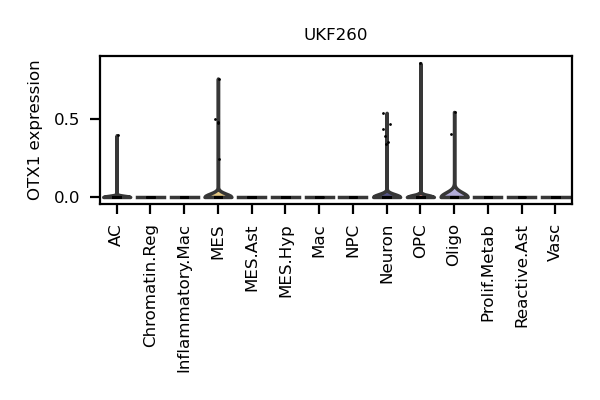 UKF260
OTX1 expression
0.5
0.0
AC
Chromatin.Reg
Inflammatory.Mac
MES
MES.Ast
MES.Hyp
Mac
NPC
Neuron
OPC
Oligo
Prolif.Metab
Reactive.Ast
Vasc